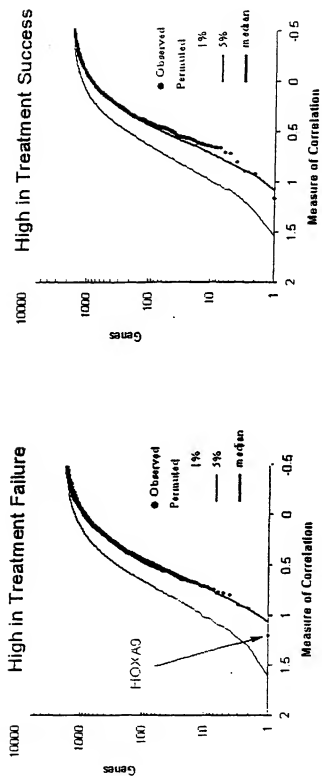 High in Treatment Failure
10000
1000
100
10
1
Genes
HOXA9
Observed
Permuted
1%
5%
median
2
1.5
1
0.5
0
-0.5
Measure of Correlation
High in Treatment Success
10000
1000
100
10
1
Genes
Observed
Permuted
1%
5%
median
2
1.5
1
0.5
0
-0.5
Measure of Correlation